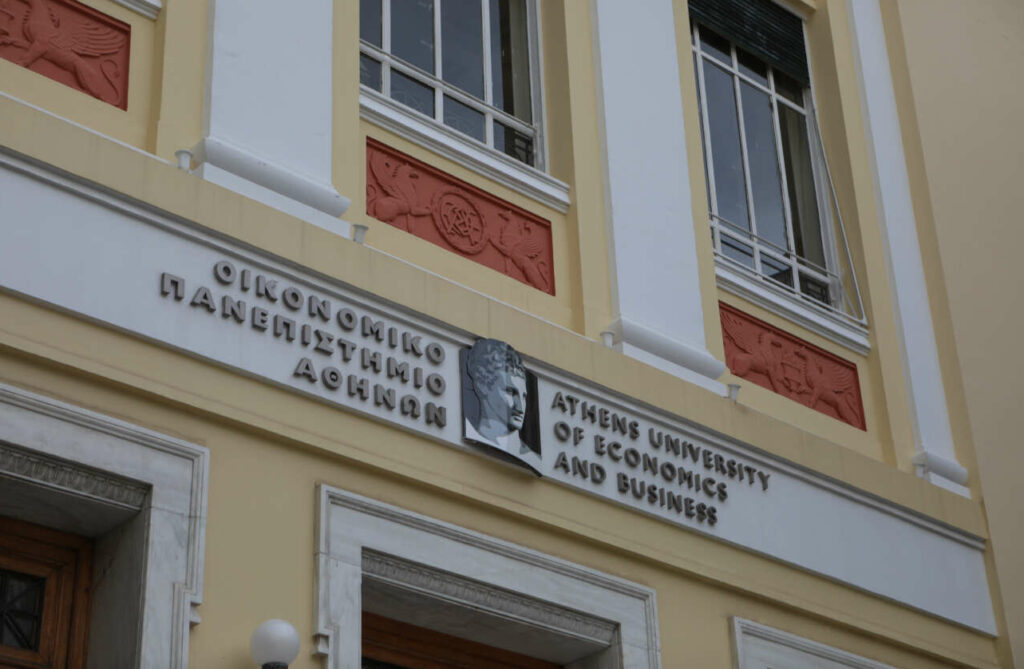 ΟΙΚΟΝΟΜΙΚΟ
ΠΑΝΕΠΙΣΤΗΜΙΟ
ΑΘΗΝΩΝ
ATHENS UNIVERSITY
OF ECONOMICS
AND BUSINESS